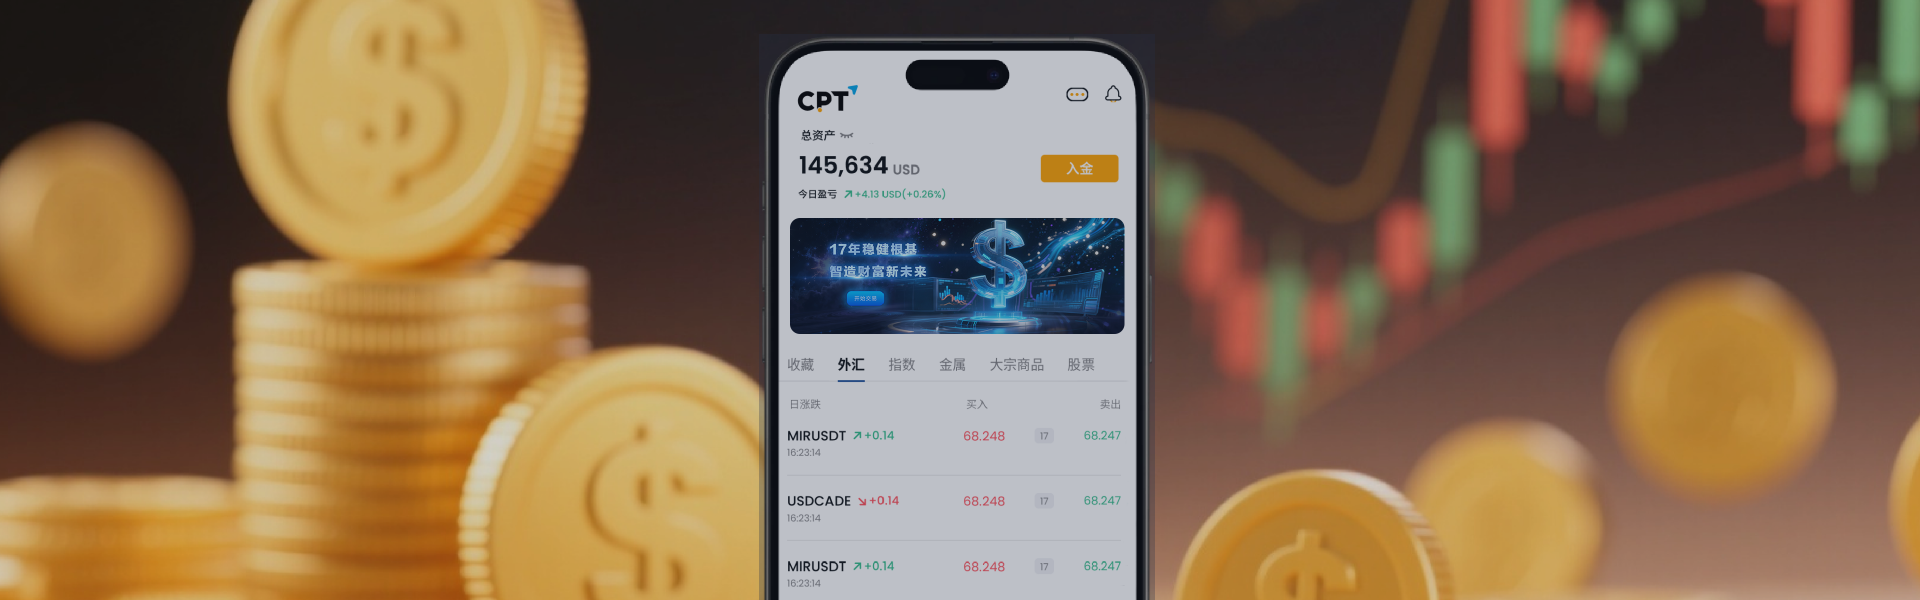 CPT
总资产
145,634 USD
入金
今日盈亏 +4.13 USD(+0.26%)
17年稳健根基
智造财富新未来
开始交易
收藏 外汇 指数 金属 大宗商品 股票
日涨跌 买入 卖出
MIRUSDT +0.14 68.248 17 68.247
16:23:14
USDCADE +0.14 68.248 17 68.247
16:23:14
MIRUSDT +0.14 68.248 17 68.247
16:23:14